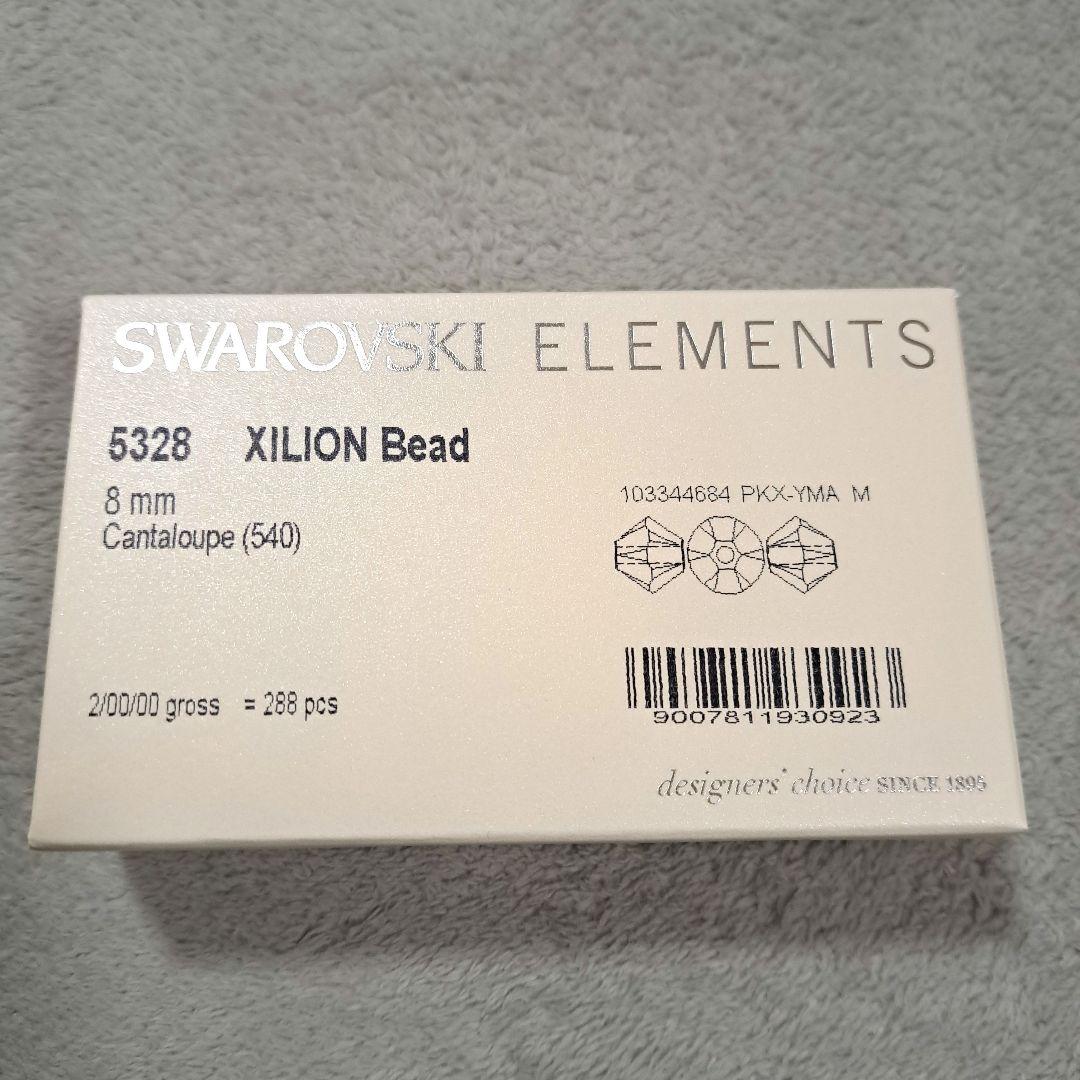 SWAROVSKI ELEMENTS
5328 XILION Bead
8 mm
Cantaloupe (540)
103344684 PKX-YMA M
2/00/00 gross = 288 pcs
9007811930923
designers' choice SINCE 1895